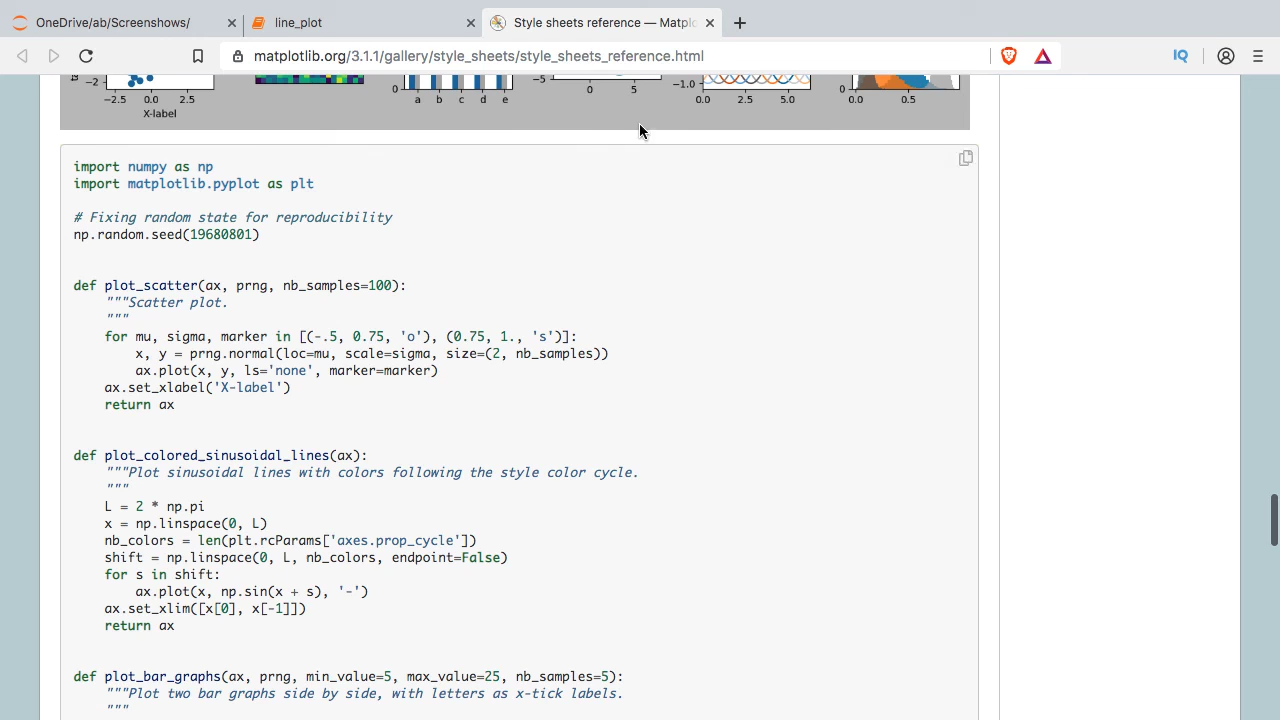 OneDrive/ab/Screenshows/
line_plot
Style sheets reference — Matplo
matplotlib.org/3.1.1/gallery/style_sheets/style_sheets_reference.html
IQ
−2
0
−5
−1.0
0
−2.5 0.0 2.5
a b c d e
0 5
0.0 2.5 5.0
0.0 0.5
X-label
import numpy as np
import matplotlib.pyplot as plt
# Fixing random state for reproducibility
np.random.seed(19680801)
def plot_scatter(ax, prng, nb_samples=100):
"""Scatter plot.
"""
for mu, sigma, marker in [(-.5, 0.75, 'o'), (0.75, 1., 's')]:
x, y = prng.normal(loc=mu, scale=sigma, size=(2, nb_samples))
ax.plot(x, y, ls='none', marker=marker)
ax.set_xlabel('X-label')
return ax
def plot_colored_sinusoidal_lines(ax):
"""Plot sinusoidal lines with colors following the style color cycle.
"""
L = 2 * np.pi
x = np.linspace(0, L)
nb_colors = len(plt.rcParams['axes.prop_cycle'])
shift = np.linspace(0, L, nb_colors, endpoint=False)
for s in shift:
ax.plot(x, np.sin(x + s), '-')
ax.set_xlim([x[0], x[-1]])
return ax
def plot_bar_graphs(ax, prng, min_value=5, max_value=25, nb_samples=5):
"""Plot two bar graphs side by side, with letters as x-tick labels.
"""